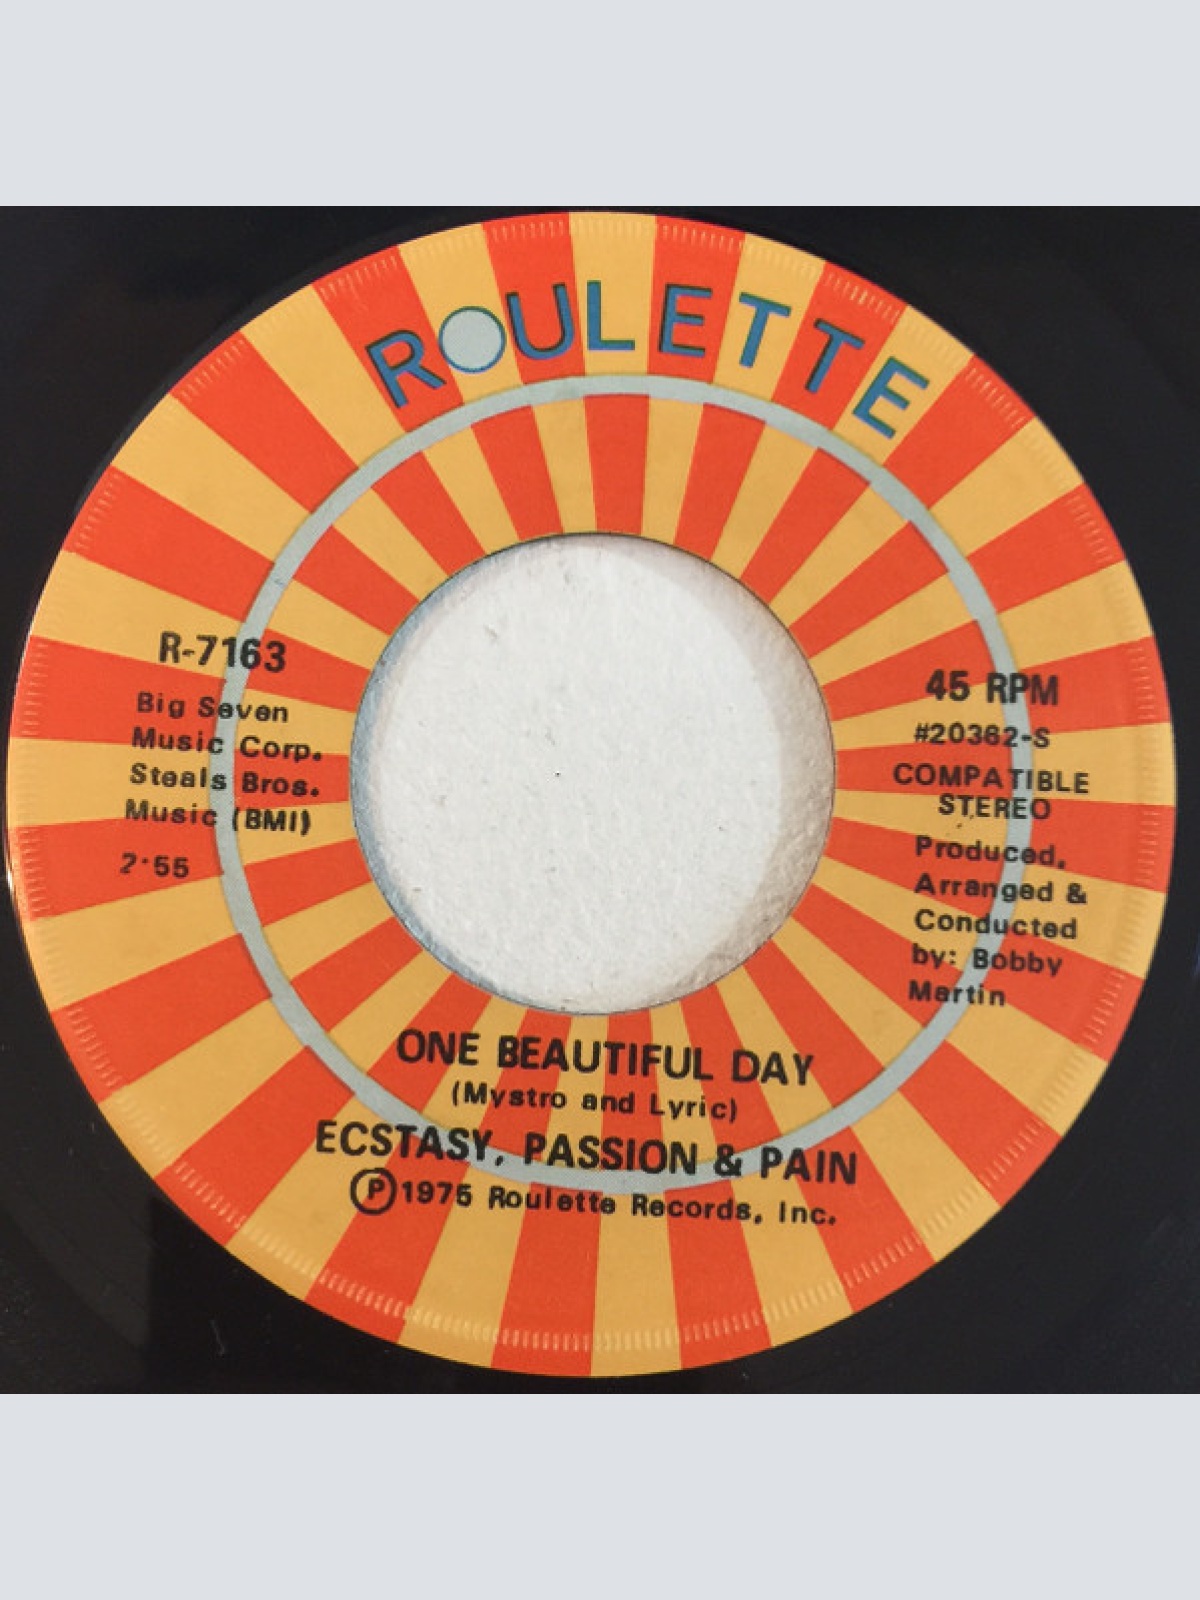 ROULETTE
R-7163
Big Seven
Music Corp.
Steals Bros.
Music (BMI)
2:55
45 RPM
#20362-S
COMPATIBLE
STEREO
Produced,
Arranged &
Conducted
by: Bobby
Martin
ONE BEAUTIFUL DAY
(Mystro and Lyric)
ECSTASY, PASSION & PAIN
Ⓟ1975 Roulette Records, Inc.